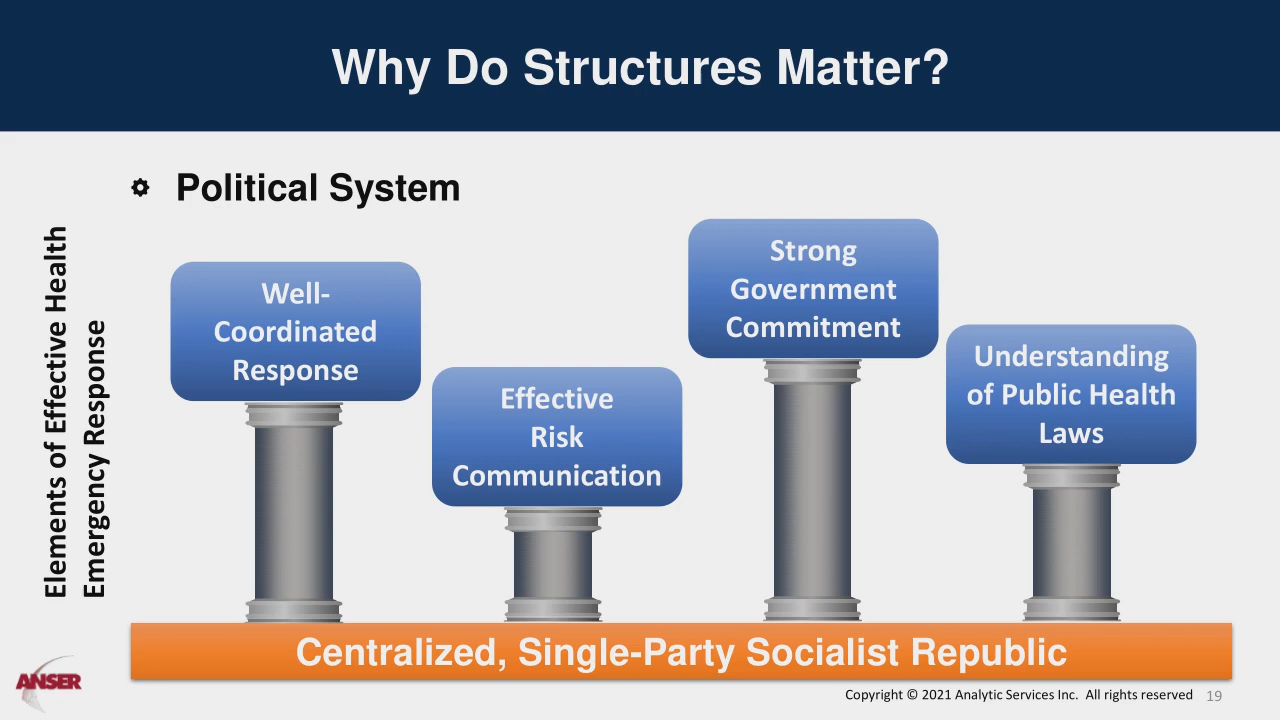 Why Do Structures Matter?
Political System
Elements of Effective Health
Emergency Response
Well-
Coordinated
Response
Effective
Risk
Communication
Strong
Government
Commitment
Understanding
of Public Health
Laws
Centralized, Single-Party Socialist Republic
ANSER
Copyright © 2021 Analytic Services Inc. All rights reserved 19